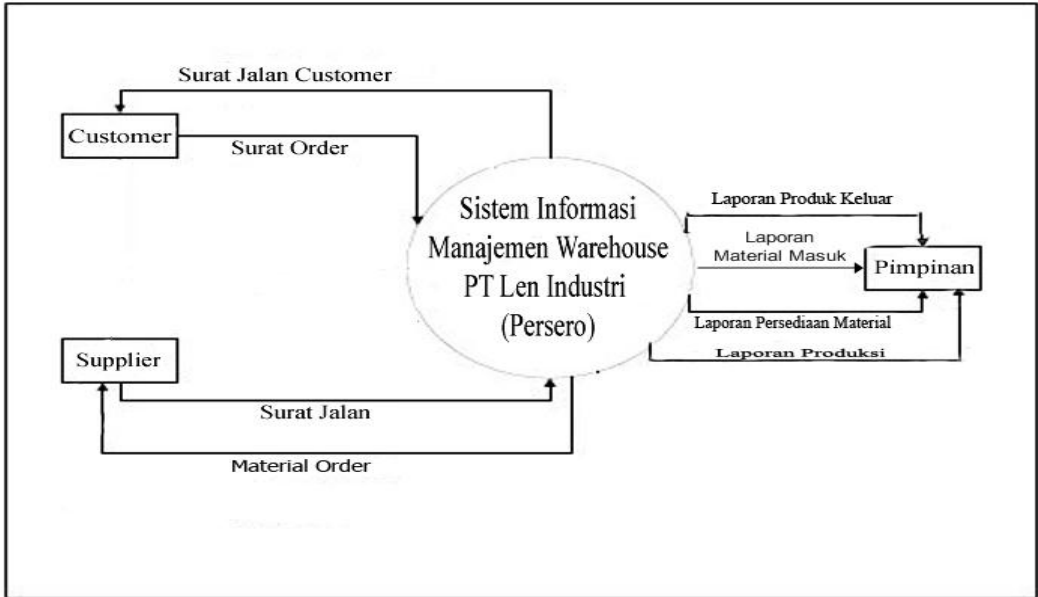 Surat Jalan Customer
Customer
Surat Order
Sistem Informasi
Manajemen Warehouse
PT Len Industri
(Persero)
Laporan Produk Keluar
Laporan
Material Masuk
Pimpinan
Laporan Persediaan Material
Laporan Produksi
Supplier
Surat Jalan
Material Order